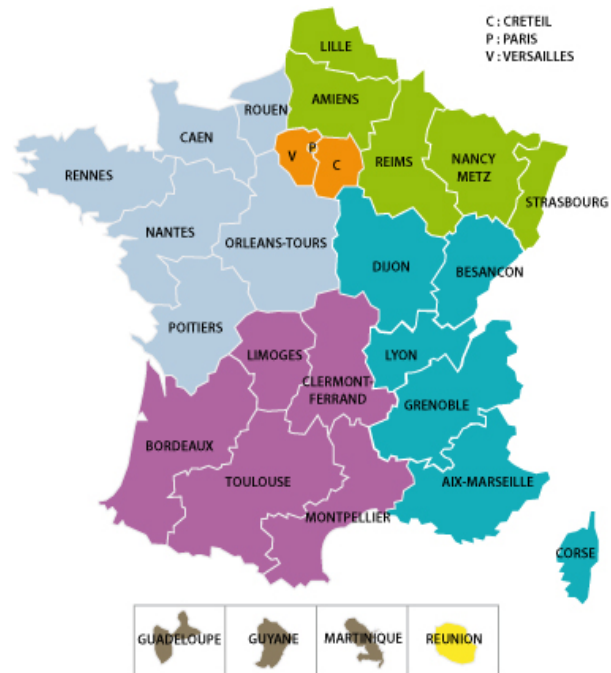 C : CRETEIL
P : PARIS
V : VERSAILLES
LILLE
AMIENS
ROUEN
CAEN
V
P
C
REIMS
NANCY
METZ
STRASBOURG
RENNES
NANTES
ORLEANS-TOURS
DIJON
BESANCON
POITIERS
LIMOGES
CLERMONT-
FERRAND
LYON
GRENOBLE
BORDEAUX
TOULOUSE
MONTPELLIER
AIX-MARSEILLE
CORSE
GUADELOUPE
GUYANE
MARTINIQUE
REUNION